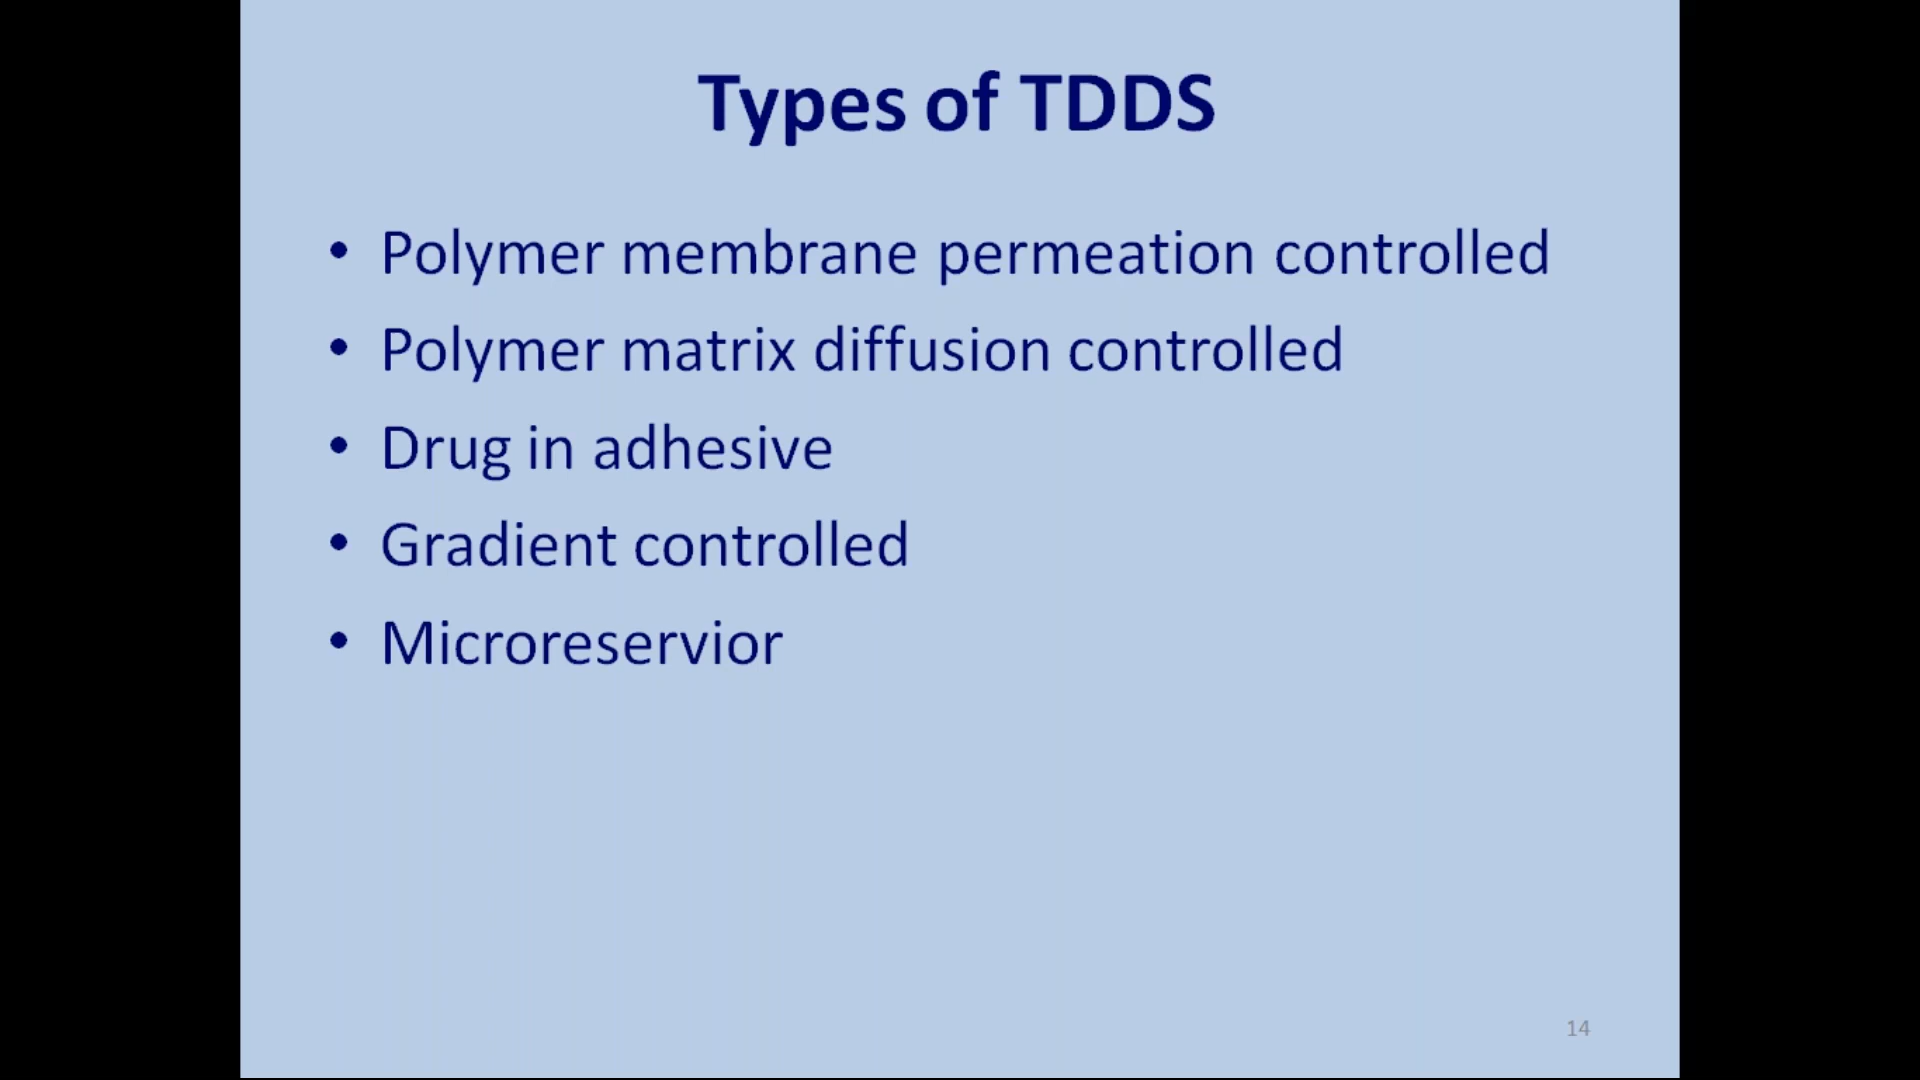 Types of TDDS
• Polymer membrane permeation controlled
• Polymer matrix diffusion controlled
• Drug in adhesive
• Gradient controlled
• Microreservior
14